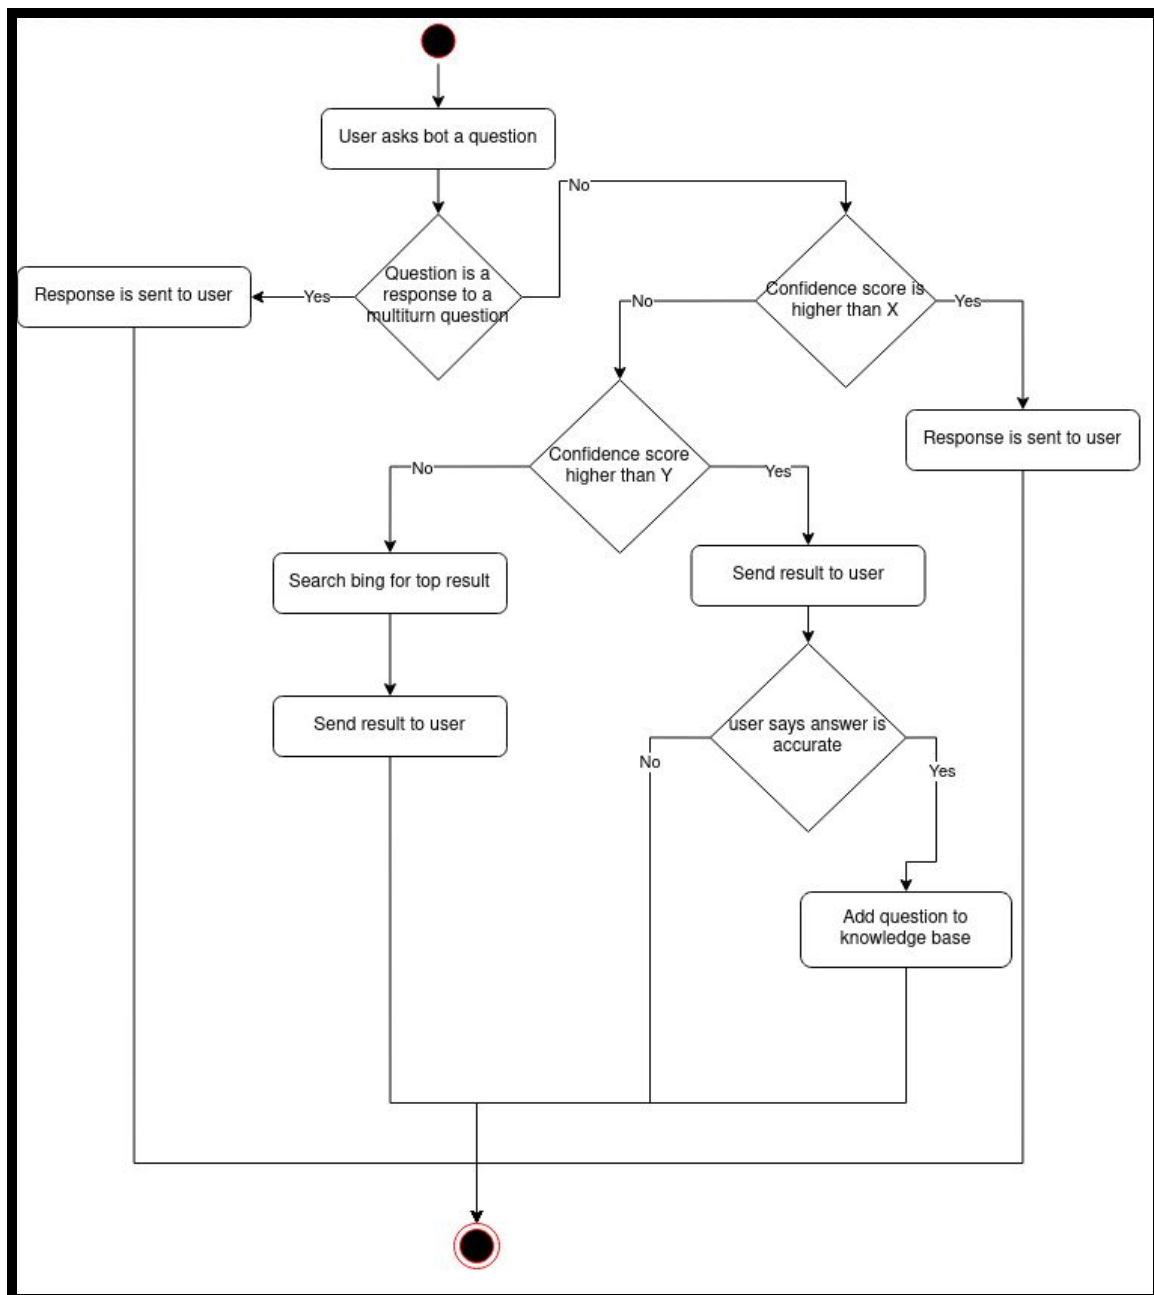 User asks bot a question
No
Question is a
response to a
multiturn question
Yes
Response is sent to user
Confidence score is
higher than X
No
Yes
Response is sent to user
Confidence score
higher than Y
No
Yes
Search bing for top result
Send result to user
Send result to user
user says answer is
accurate
No
Yes
Add question to
knowledge base